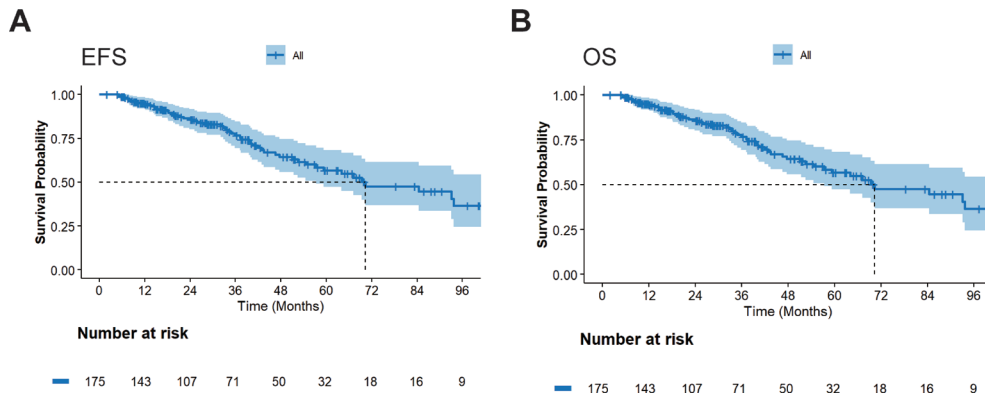 A
EFS
All
Survival Probability
1.00
0.75
0.50
0.25
0.00
0 12 24 36 48 60 72 84 96
Time (Months)
Number at risk
175 143 107 71 50 32 18 16 9
B
OS
All
Survival Probability
1.00
0.75
0.50
0.25
0.00
0 12 24 36 48 60 72 84 96
Time (Months)
Number at risk
175 143 107 71 50 32 18 16 9